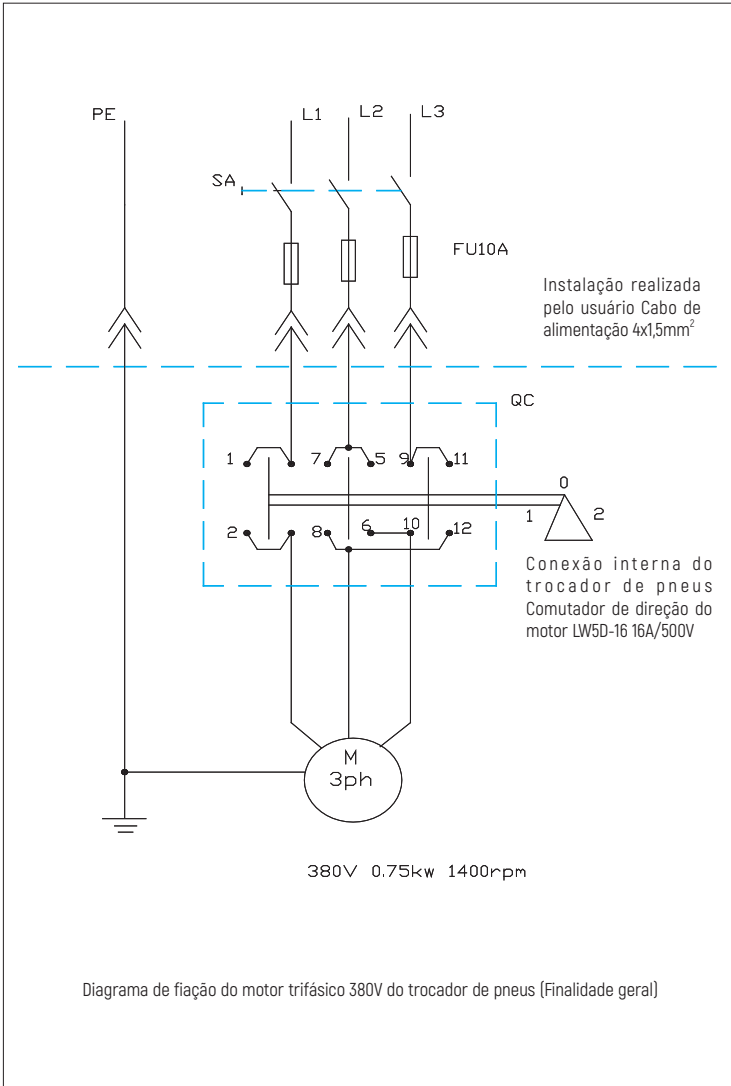 PE
L1
L2
L3
SA
FU10A
Instalação realizada
pelo usuário Cabo de
alimentação 4x1,5mm²
QC
1
7
5
9
11
0
1
2
2
8
6
10
12
Conexão interna do
trocador de pneus
Comutador de direção do
motor LW5D-16 16A/500V
M
3ph
380V 0.75kw 1400rpm
Diagrama de fiação do motor trifásico 380V do trocador de pneus (Finalidade geral)